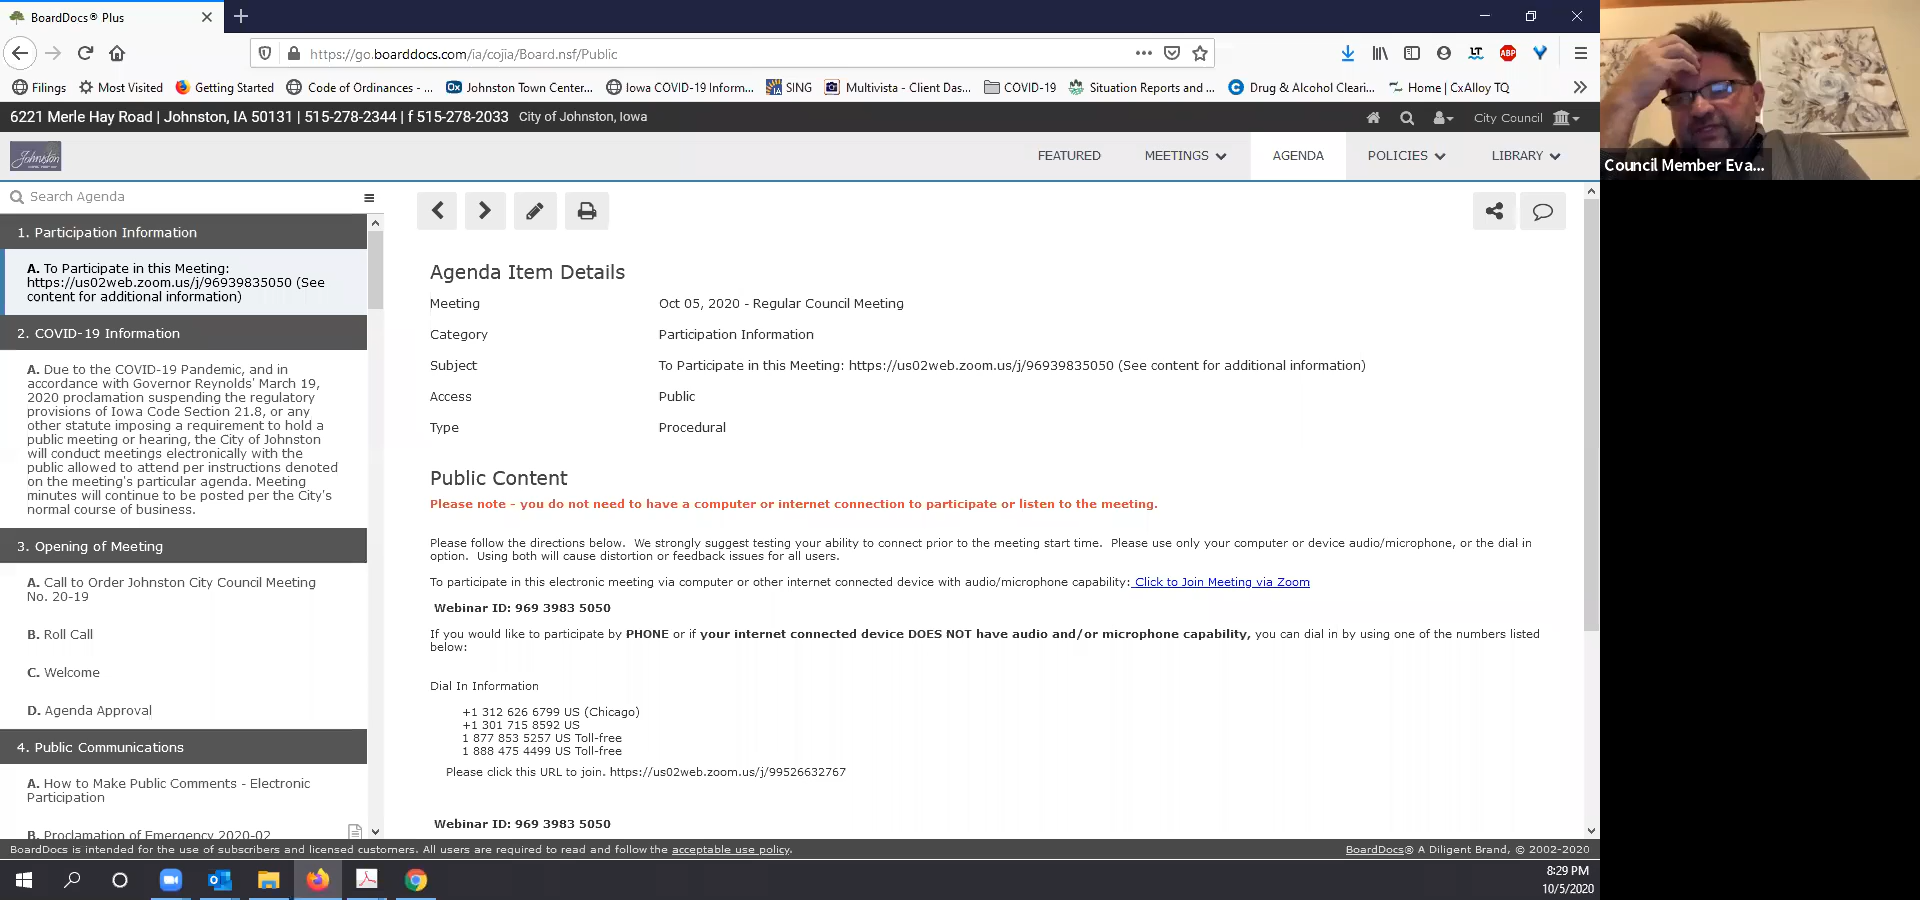 BoardDocs® Plus
https://go.boarddocs.com/ia/cojia/Board.nsf/Public
Filings
Most Visited
Getting Started
Code of Ordinances - ...
Johnston Town Center...
Iowa COVID-19 Inform...
SING
Multivista - Client Das...
COVID-19
Situation Reports and ...
Drug & Alcohol Cleari...
Home | CxAlloy TQ
6221 Merle Hay Road | Johnston, IA 50131 | 515-278-2344 | f 515-278-2033 City of Johnston, Iowa
City Council
Johnston
FEATURED
MEETINGS
AGENDA
POLICIES
LIBRARY
Search Agenda
1. Participation Information
A. To Participate in this Meeting:
https://us02web.zoom.us/j/96939835050 (See
content for additional information)
2. COVID-19 Information
A. Due to the COVID-19 Pandemic, and in
accordance with Governor Reynolds' March 19,
2020 proclamation suspending the regulatory
provisions of Iowa Code Section 21.8, or any
other statute imposing a requirement to hold a
public meeting or hearing, the City of Johnston
will conduct meetings electronically with the
public allowed to attend per instructions denoted
on the meeting's particular agenda. Meeting
minutes will continue to be posted per the City's
normal course of business.
3. Opening of Meeting
A. Call to Order Johnston City Council Meeting
No. 20-19
B. Roll Call
C. Welcome
D. Agenda Approval
4. Public Communications
A. How to Make Public Comments - Electronic
Participation
B. Proclamation of Emergency 2020-02
Agenda Item Details
Meeting Oct 05, 2020 - Regular Council Meeting
Category Participation Information
Subject To Participate in this Meeting: https://us02web.zoom.us/j/96939835050 (See content for additional information)
Access Public
Type Procedural
Public Content
Please note - you do not need to have a computer or internet connection to participate or listen to the meeting.
Please follow the directions below. We strongly suggest testing your ability to connect prior to the meeting start time. Please use only your computer or device audio/microphone, or the dial in
option. Using both will cause distortion or feedback issues for all users.
To participate in this electronic meeting via computer or other internet connected device with audio/microphone capability: Click to Join Meeting via Zoom
Webinar ID: 969 3983 5050
If you would like to participate by PHONE or if your internet connected device DOES NOT have audio and/or microphone capability, you can dial in by using one of the numbers listed
below:
Dial In Information
+1 312 626 6799 US (Chicago)
+1 301 715 8592 US
1 877 853 5257 US Toll-free
1 888 475 4499 US Toll-free
Please click this URL to join. https://us02web.zoom.us/j/99526632767
Webinar ID: 969 3983 5050
BoardDocs is intended for the use of subscribers and licensed customers. All users are required to read and follow the acceptable use policy.
BoardDocs® A Diligent Brand, © 2002-2020
8:29 PM
10/5/2020
Council Member Eva...
LT
ABP